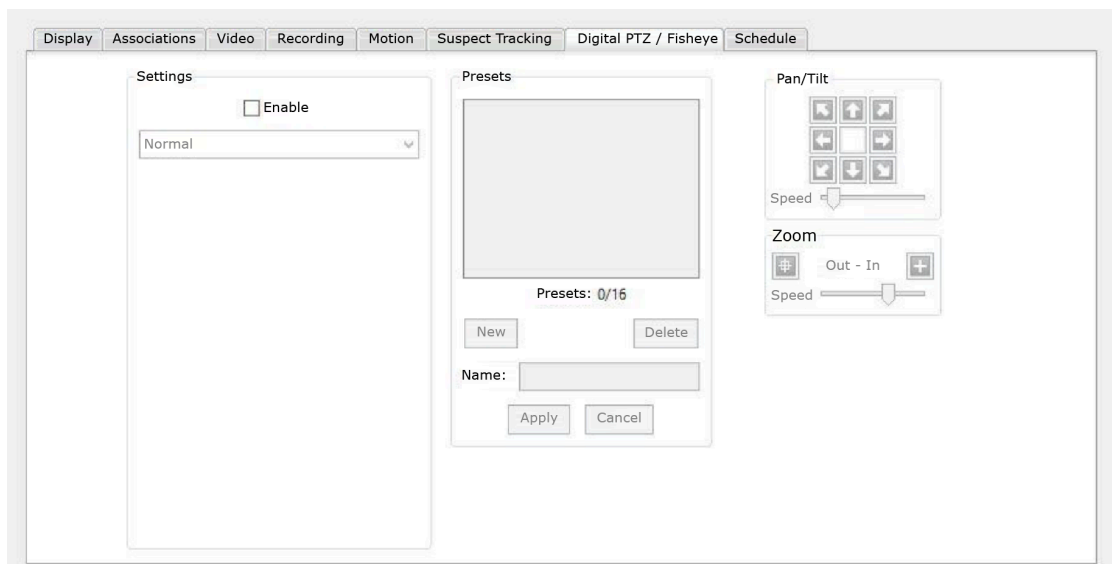 Display Associations Video Recording Motion Suspect Tracking Digital PTZ / Fisheye Schedule
Settings
Enable
Normal
Presets
Presets: 0/16
New Delete
Name:
Apply Cancel
Pan/Tilt
Speed
Zoom
Out - In
Speed